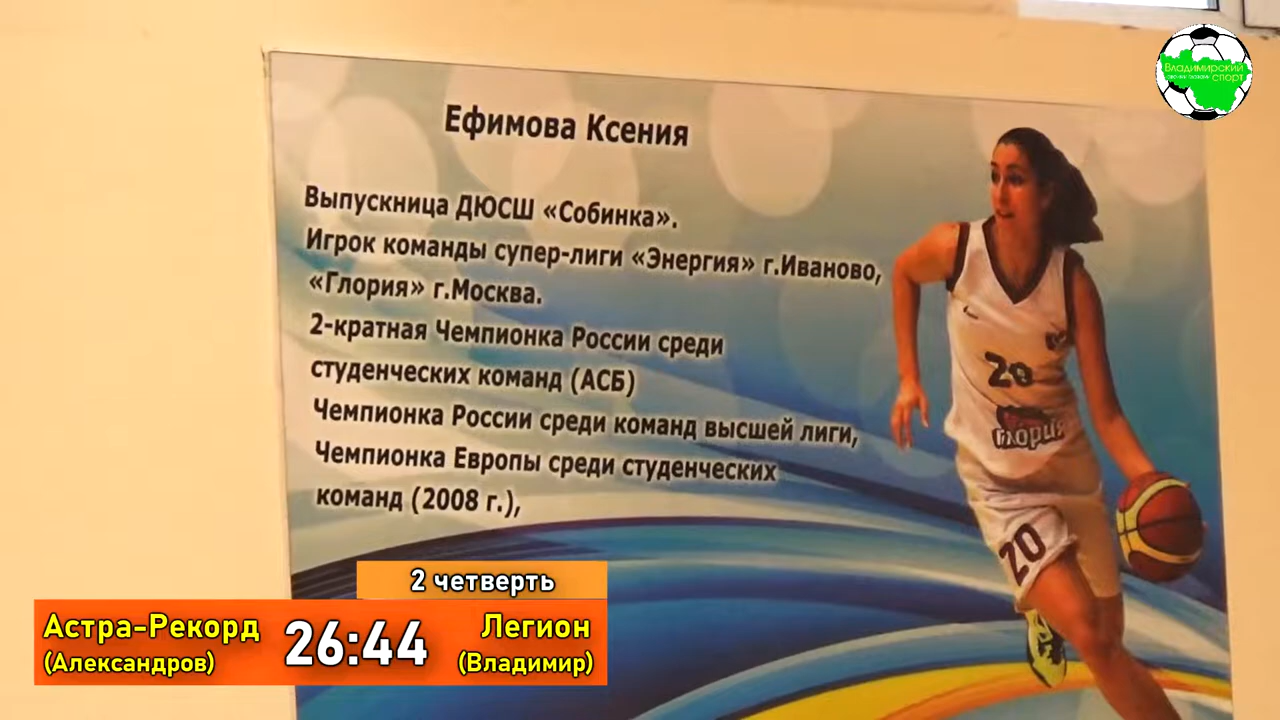 Владимирский
спорт
Ефимова Ксения
Выпускница ДЮСШ «Собинка».
Игрок команды супер-лиги «Энергия» г.Иваново,
«Глория» г.Москва.
2-кратная Чемпионка России среди
студенческих команд (АСБ)
Чемпионка России среди команд высшей лиги,
Чемпионка Европы среди студенческих
команд (2008 г.),
20
глория
20
2 четверть
Астра-Рекорд 26:44 Легион
(Александров) (Владимир)